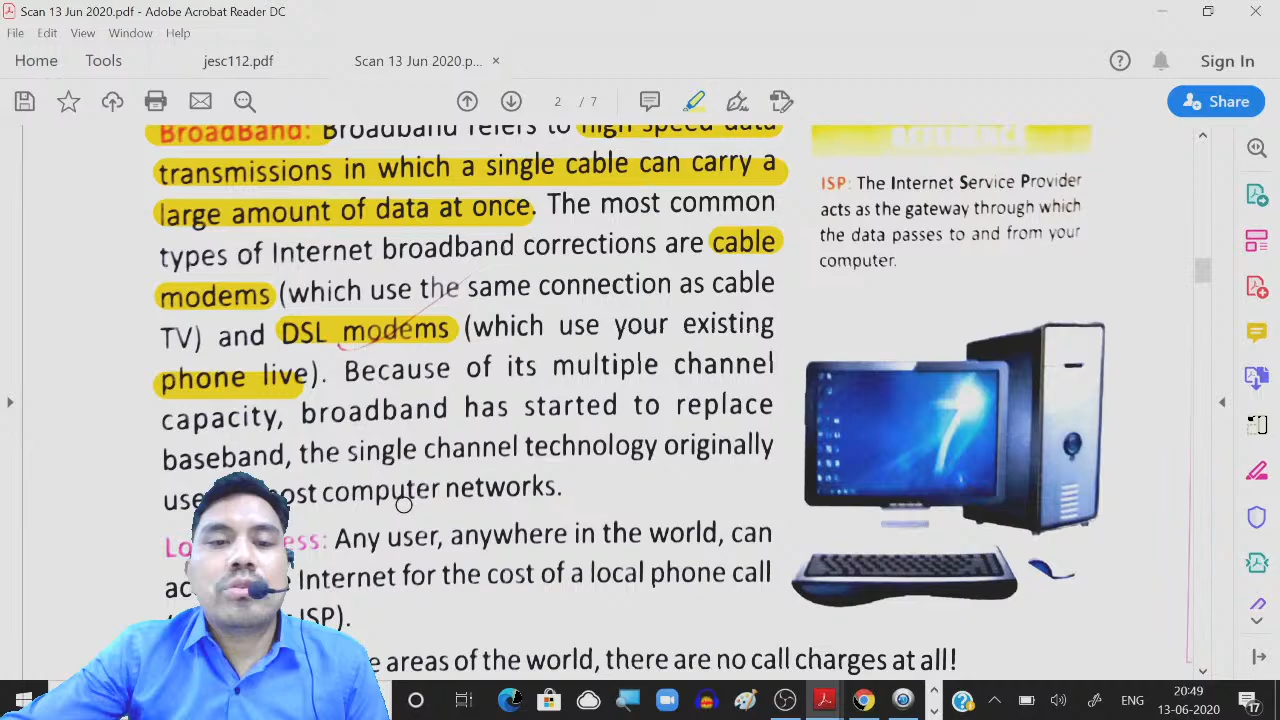 Scan 13 Jun 2020.pdf - Adobe Acrobat Reader DC
File Edit View Window Help
Home Tools jesc112.pdf Scan 13 Jun 2020.p... × Sign In
2 / 7 Share
BroadBand: Broadband refers to high speed data
transmissions in which a single cable can carry a
large amount of data at once. The most common
types of Internet broadband corrections are cable
modems (which use the same connection as cable
TV) and DSL modems (which use your existing
phone live). Because of its multiple channel
capacity, broadband has started to replace
baseband, the single channel technology originally
computer networks.
Any user, anywhere in the world, can
Internet for the cost of a local phone call
ISP).
areas of the world, there are no call charges at all!
ISP: The Internet Service Provider
acts as the gateway through which
the data passes to and from your
computer.
ENG
20:49
13-06-2020
17